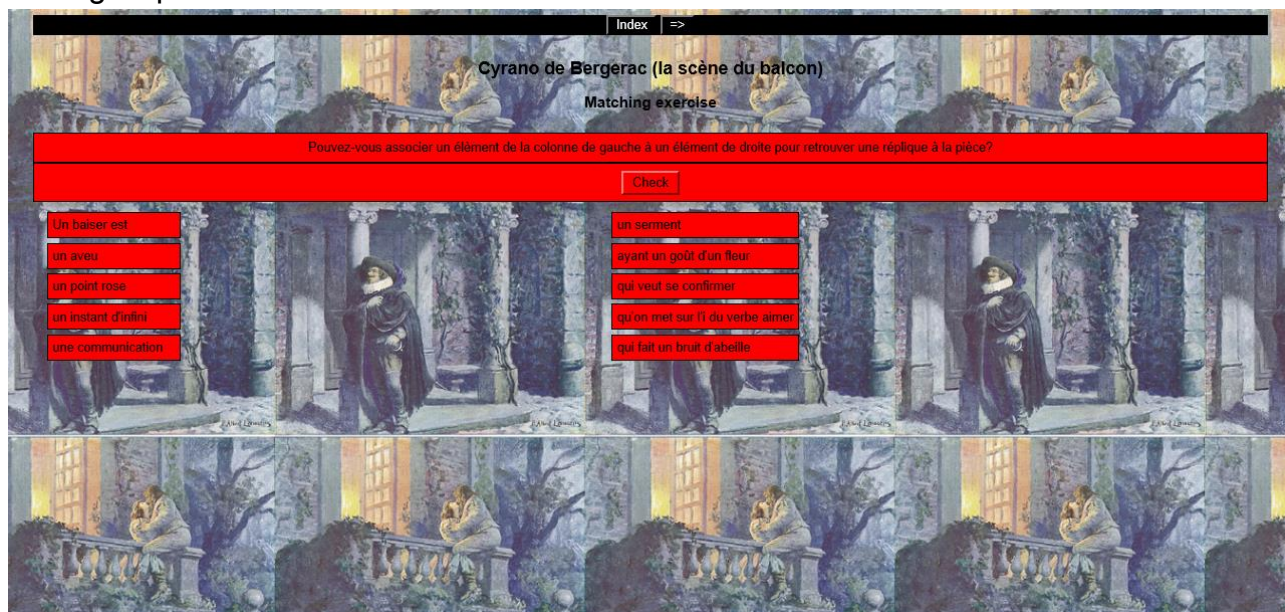 Index =>
Cyrano de Bergerac (la scène du balcon)
Matching exercise
Pouvez-vous associer un élément de la colonne de gauche à un élément de droite pour retrouver une réplique à la pièce?
Check
Un baiser est
un serment
un aveu
ayant un goût d'un fleur
un point rose
qui veut se confirmer
un instant d'infini
qu'on met sur l'i du verbe aimer
une communication
qui fait un bruit d'abeille